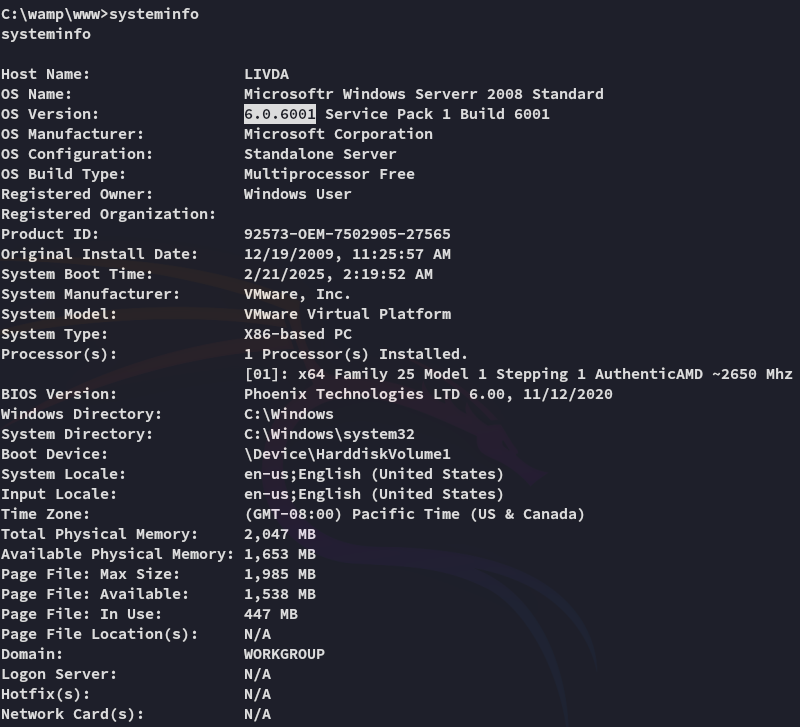 C:\wamp\www>systeminfo
systeminfo
Host Name: LIVDA
OS Name: Microsoftr Windows Serverr 2008 Standard
OS Version: 6.0.6001 Service Pack 1 Build 6001
OS Manufacturer: Microsoft Corporation
OS Configuration: Standalone Server
OS Build Type: Multiprocessor Free
Registered Owner: Windows User
Registered Organization:
Product ID: 92573-OEM-7502905-27565
Original Install Date: 12/19/2009, 11:25:57 AM
System Boot Time: 2/21/2025, 2:19:52 AM
System Manufacturer: VMware, Inc.
System Model: VMware Virtual Platform
System Type: X86-based PC
Processor(s): 1 Processor(s) Installed.
[01]: x64 Family 25 Model 1 Stepping 1 AuthenticAMD ~2650 Mhz
BIOS Version: Phoenix Technologies LTD 6.00, 11/12/2020
Windows Directory: C:\Windows
System Directory: C:\Windows\system32
Boot Device: \Device\HarddiskVolume1
System Locale: en-us;English (United States)
Input Locale: en-us;English (United States)
Time Zone: (GMT-08:00) Pacific Time (US & Canada)
Total Physical Memory: 2,047 MB
Available Physical Memory: 1,653 MB
Page File: Max Size: 1,985 MB
Page File: Available: 1,538 MB
Page File: In Use: 447 MB
Page File Location(s): N/A
Domain: WORKGROUP
Logon Server: N/A
Hotfix(s): N/A
Network Card(s): N/A